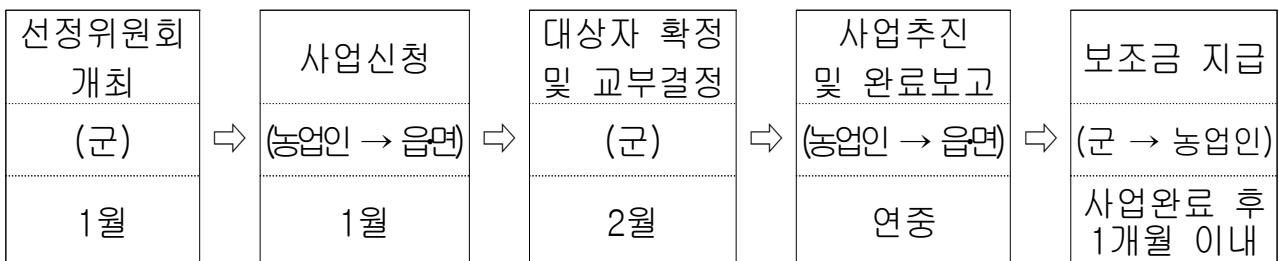 선정위원회
개최
(군)
1월
⇨
사업신청
(농업인 → 읍면)
1월
⇨
대상자 확정
및 교부결정
(군)
2월
⇨
사업추진
및 완료보고
(농업인 → 읍면)
연중
⇨
보조금 지급
(군 → 농업인)
사업완료 후
1개월 이내